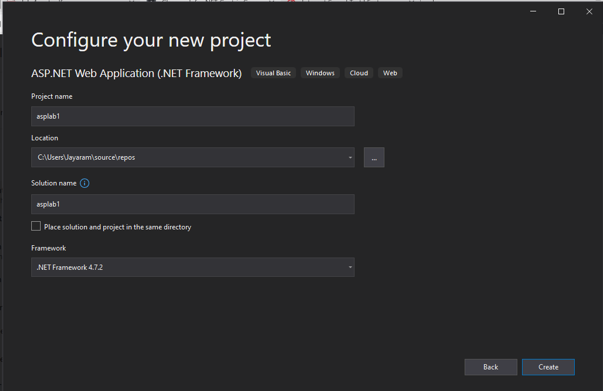 Configure your new project
ASP.NET Web Application (.NET Framework) Visual Basic Windows Cloud Web
Project name
asplab1
Location
C:\Users\Jayaram\source\repos
...
Solution name
asplab1
Place solution and project in the same directory
Framework
.NET Framework 4.7.2
Back Create